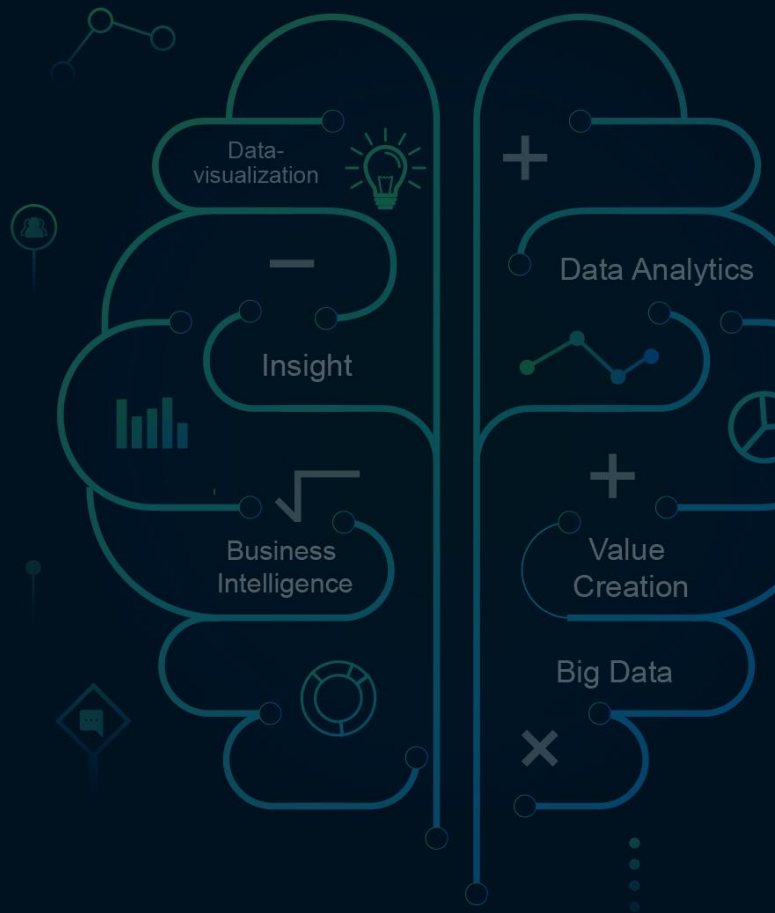 Data-
visualization
Insight
Business
Intelligence
Data Analytics
Value
Creation
Big Data